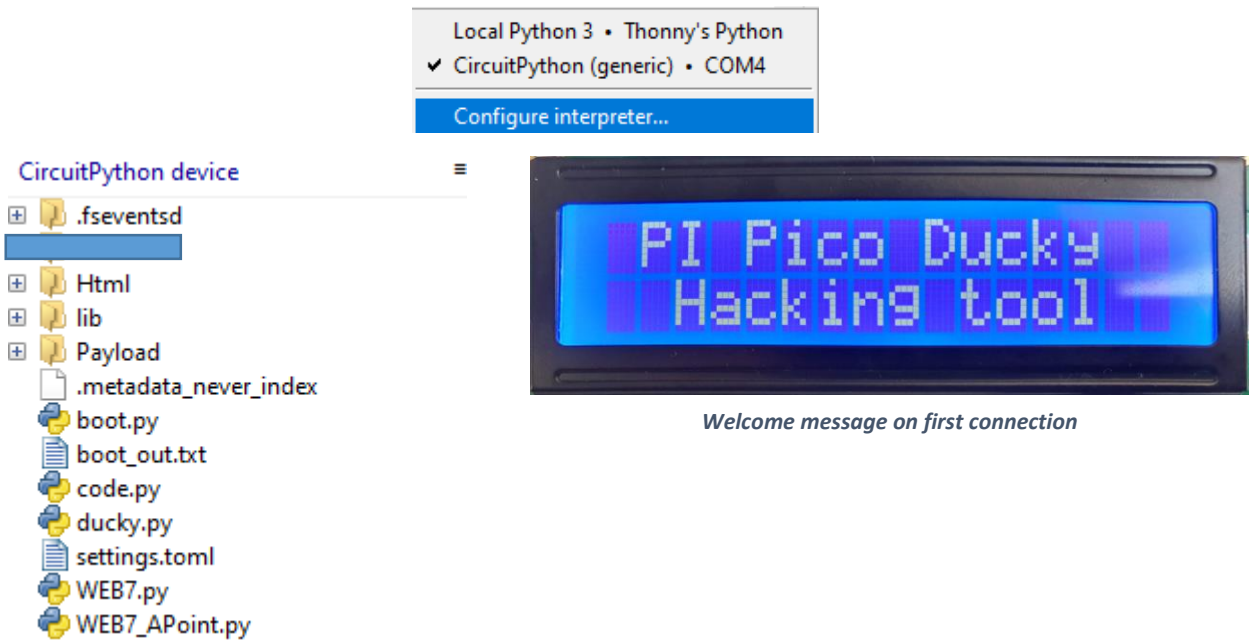 Local Python 3 • Thonny's Python
✔ CircuitPython (generic) • COM4
Configure interpreter...
CircuitPython device
.fseventsd
Html
lib
Payload
.metadata_never_index
boot.py
boot_out.txt
code.py
ducky.py
settings.toml
WEB7.py
WEB7_APoint.py
PI Pico Ducky
Hacking tool
Welcome message on first connection